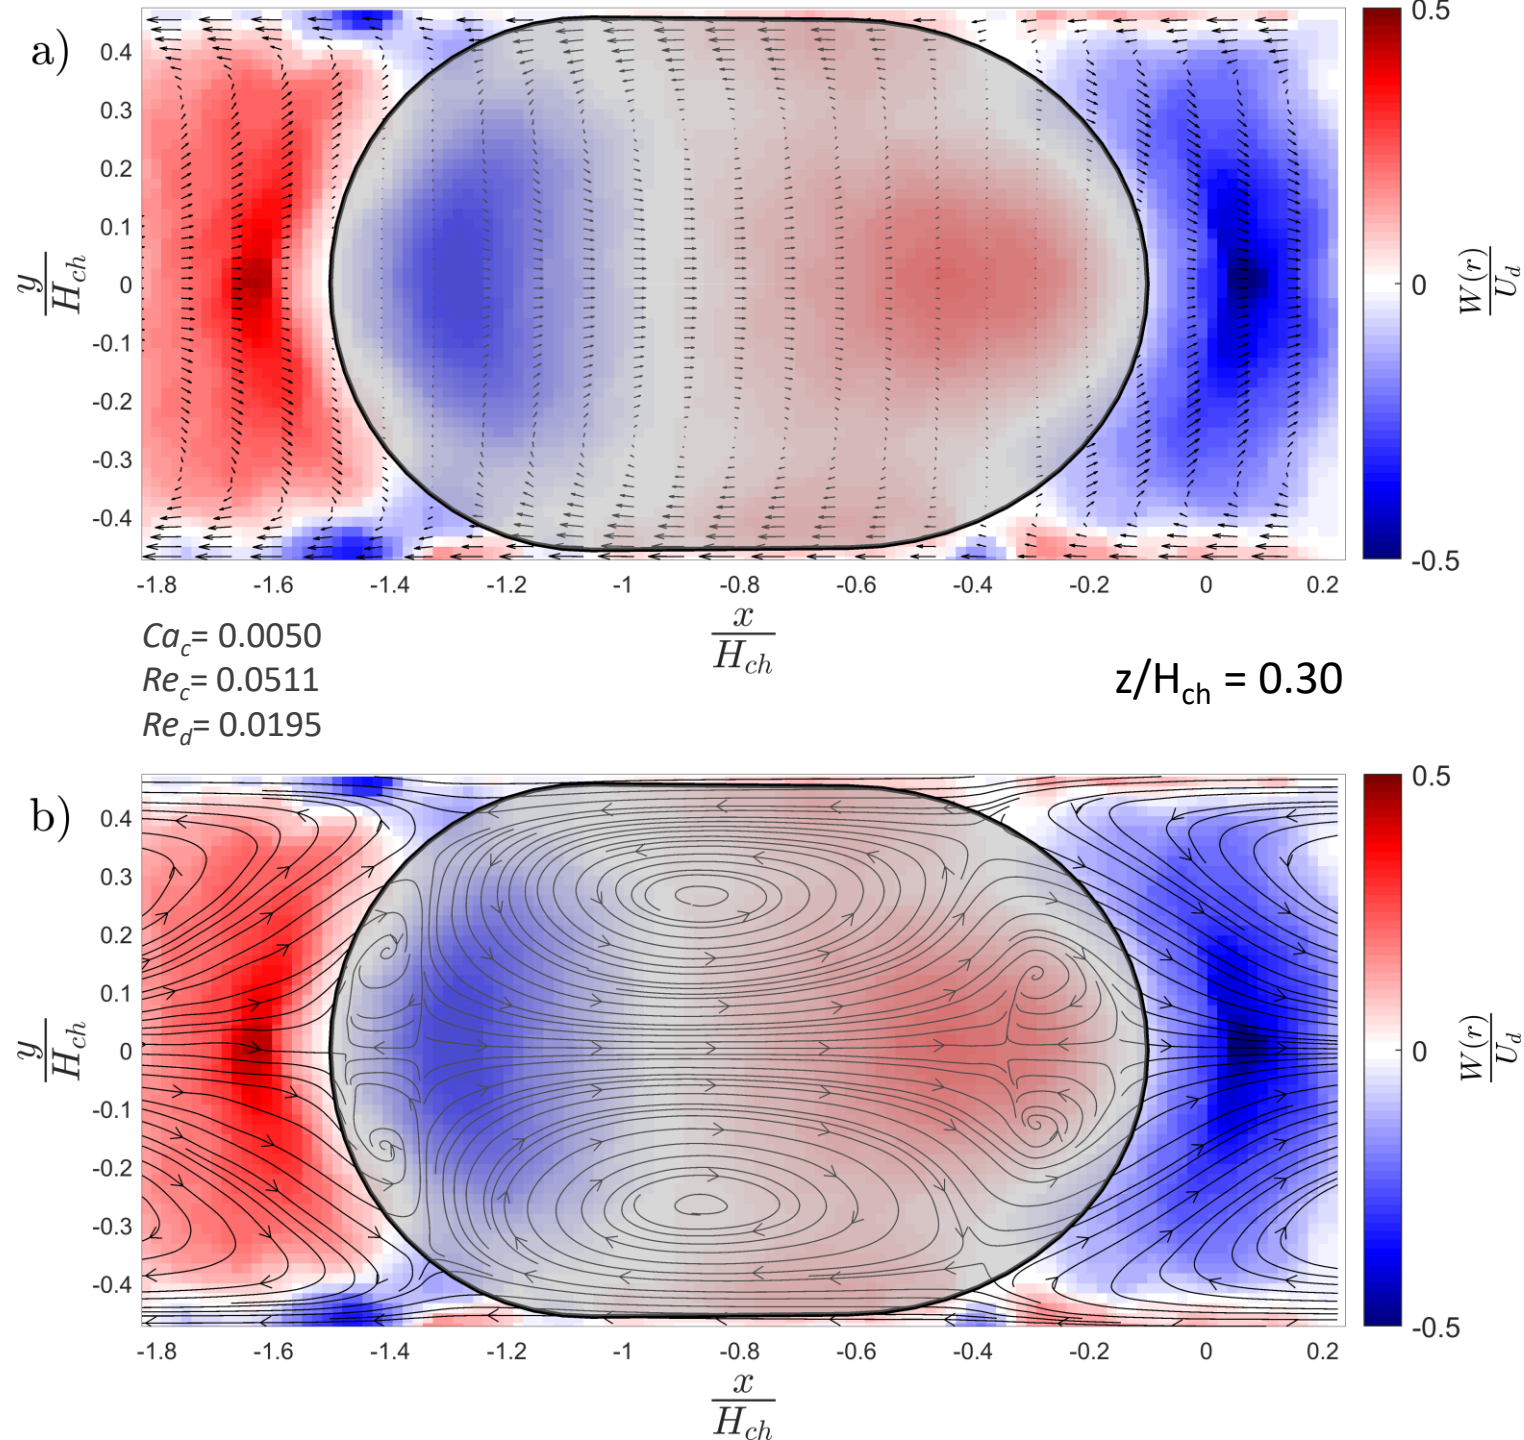 a)
0.4
0.3
0.2
0.1
0
-0.1
-0.2
-0.3
-0.4
y
H_ch
-1.8 -1.6 -1.4 -1.2 -1 -0.8 -0.6 -0.4 -0.2 0 0.2
x
H_ch
0.5
0
-0.5
W(r)
U_d
Ca_c= 0.0050
Re_c= 0.0511
Re_d= 0.0195
z/H_ch = 0.30
b)
0.4
0.3
0.2
0.1
0
-0.1
-0.2
-0.3
-0.4
y
H_ch
-1.8 -1.6 -1.4 -1.2 -1 -0.8 -0.6 -0.4 -0.2 0 0.2
x
H_ch
0.5
0
-0.5
W(r)
U_d